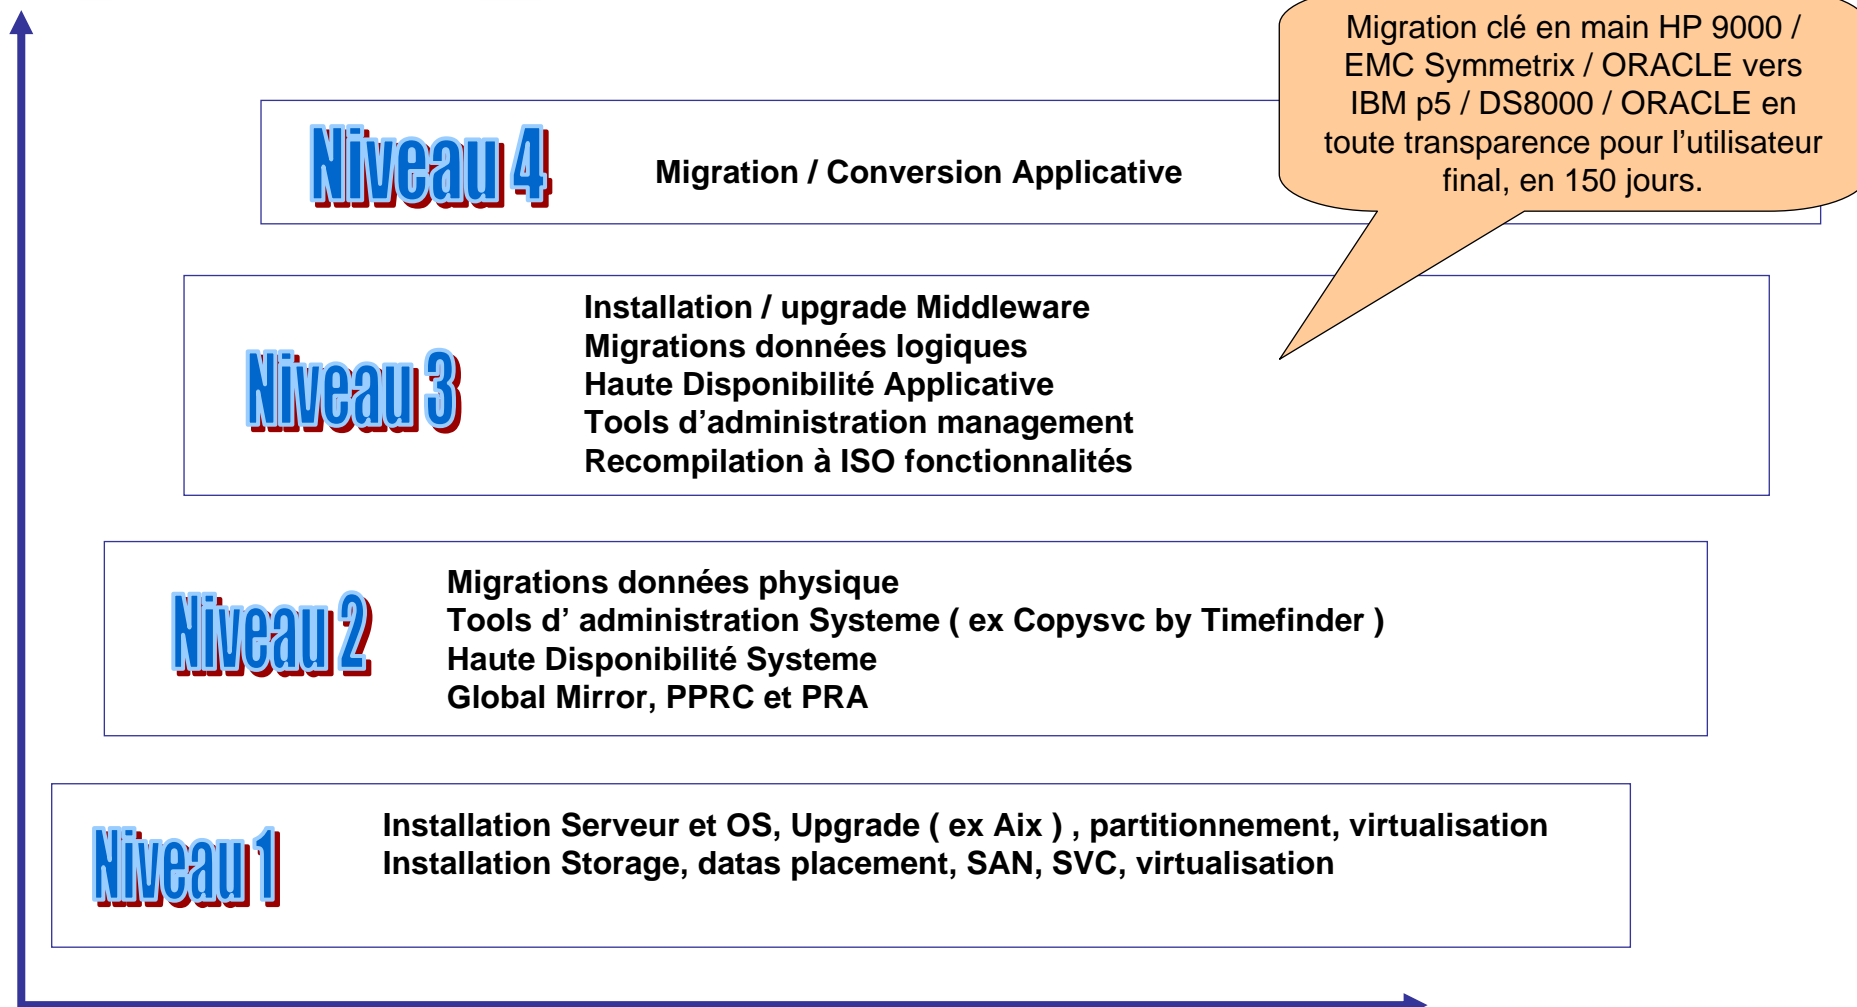 Migration clé en main HP 9000 /
EMC Symmetrix / ORACLE vers
IBM p5 / DS8000 / ORACLE en
toute transparence pour l’utilisateur
final, en 150 jours.
Niveau 4
Migration / Conversion Applicative
Niveau 3
Installation / upgrade Middleware
Migrations données logiques
Haute Disponibilité Applicative
Tools d’administration management
Recompilation à ISO fonctionnalités
Niveau 2
Migrations données physique
Tools d’ administration Systeme ( ex Copysvc by Timefinder )
Haute Disponibilité Systeme
Global Mirror, PPRC et PRA
Niveau 1
Installation Serveur et OS, Upgrade ( ex Aix ) , partitionnement, virtualisation
Installation Storage, datas placement, SAN, SVC, virtualisation